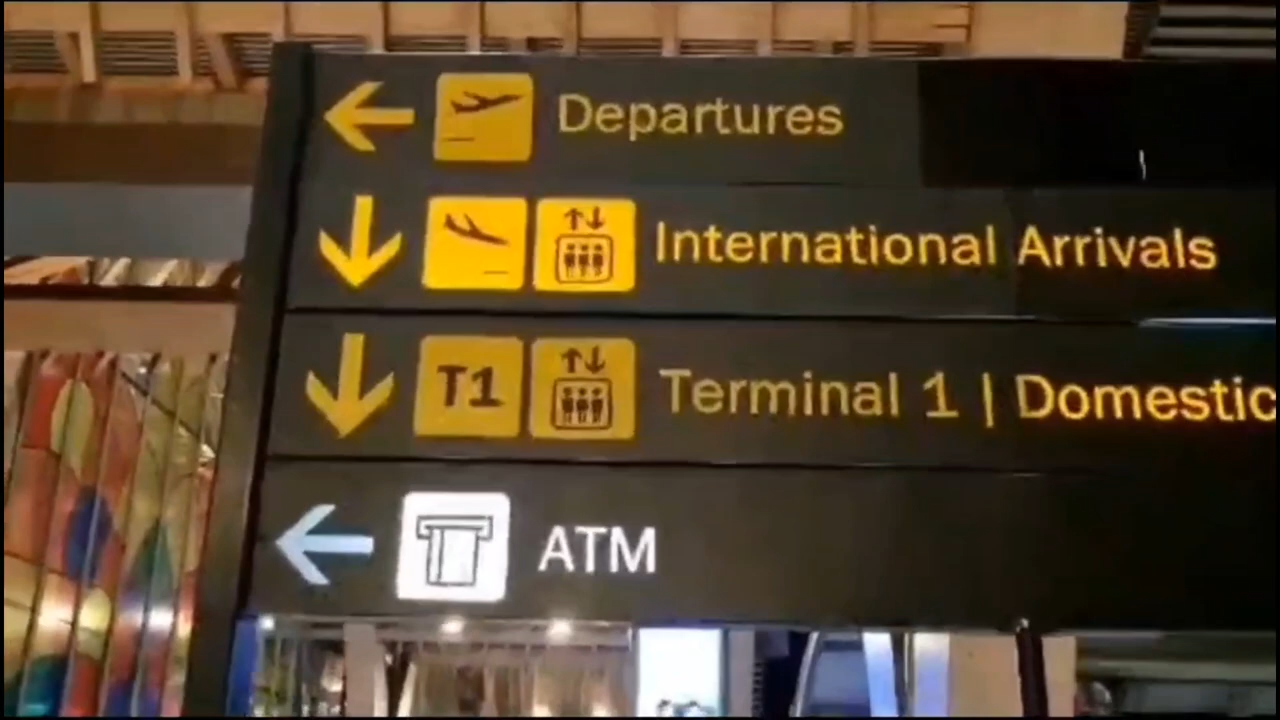 Departures
International Arrivals
T1 Terminal 1 | Domestic
ATM